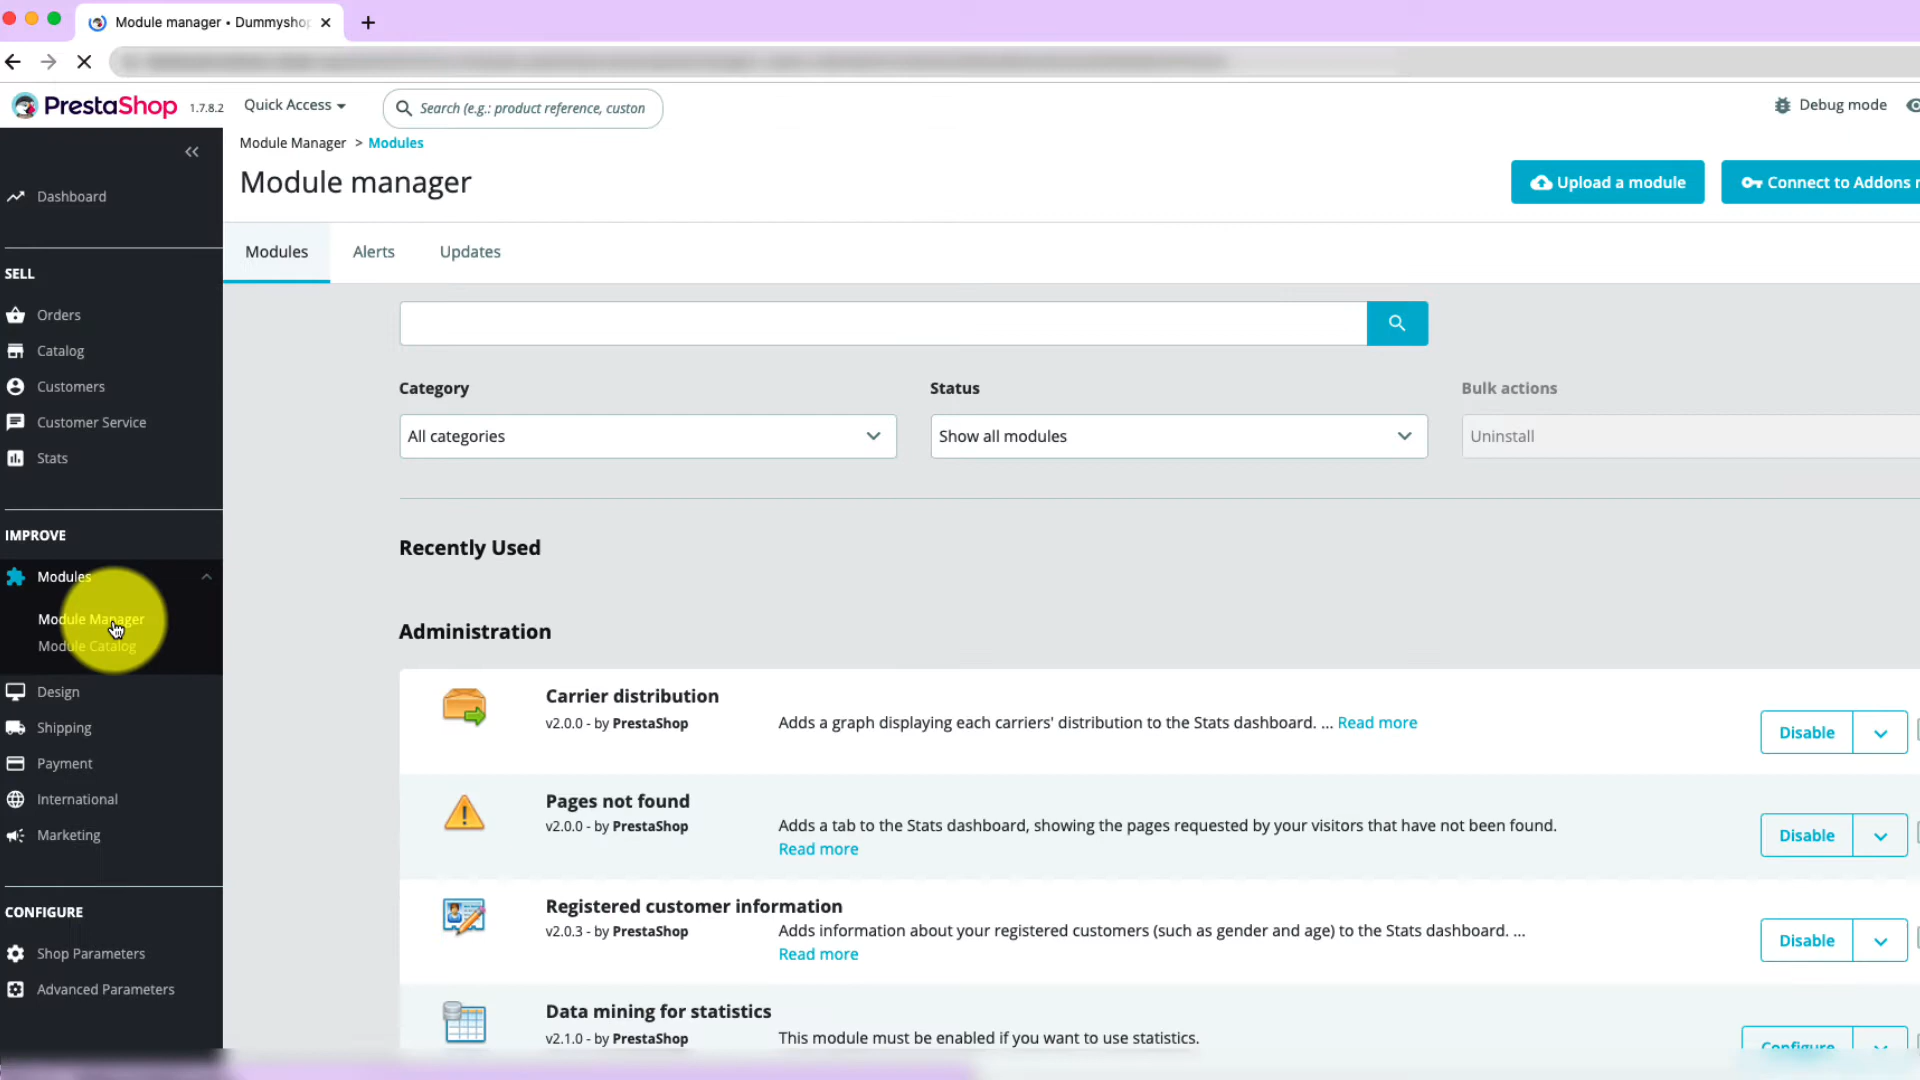 Module manager • Dummyshop
PrestaShop 1.7.8.2
Quick Access
Search (e.g.: product reference, custon
Debug mode
Module Manager > Modules
Module manager
Upload a module
Connect to Addons
Dashboard
Modules
Alerts
Updates
SELL
Orders
Catalog
Customers
Customer Service
Stats
Category
Status
Bulk actions
All categories
Show all modules
Uninstall
IMPROVE
Modules
Module Manager
Module Catalog
Design
Shipping
Payment
International
Marketing
CONFIGURE
Shop Parameters
Advanced Parameters
Recently Used
Administration
Carrier distribution
v2.0.0 - by PrestaShop
Adds a graph displaying each carriers' distribution to the Stats dashboard. ... Read more
Disable
Pages not found
v2.0.0 - by PrestaShop
Adds a tab to the Stats dashboard, showing the pages requested by your visitors that have not been found.
Read more
Disable
Registered customer information
v2.0.3 - by PrestaShop
Adds information about your registered customers (such as gender and age) to the Stats dashboard. ...
Read more
Disable
Data mining for statistics
v2.1.0 - by PrestaShop
This module must be enabled if you want to use statistics.
Configure